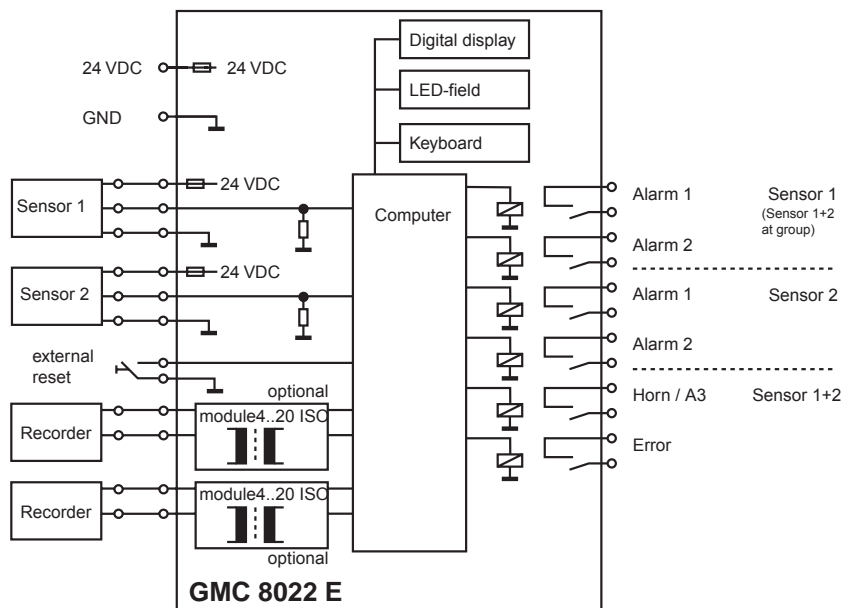 Digital display
24 VDC
24 VDC
LED-field
GND
Keyboard
24 VDC
Sensor 1
Computer
Alarm 1
Sensor 1
(Sensor 1+2
at group)
Alarm 2
24 VDC
Sensor 2
Alarm 1
Sensor 2
Alarm 2
external
reset
optional
Horn / A3
Sensor 1+2
module4..20 ISO
Recorder
Error
module4..20 ISO
Recorder
optional
GMC 8022 E